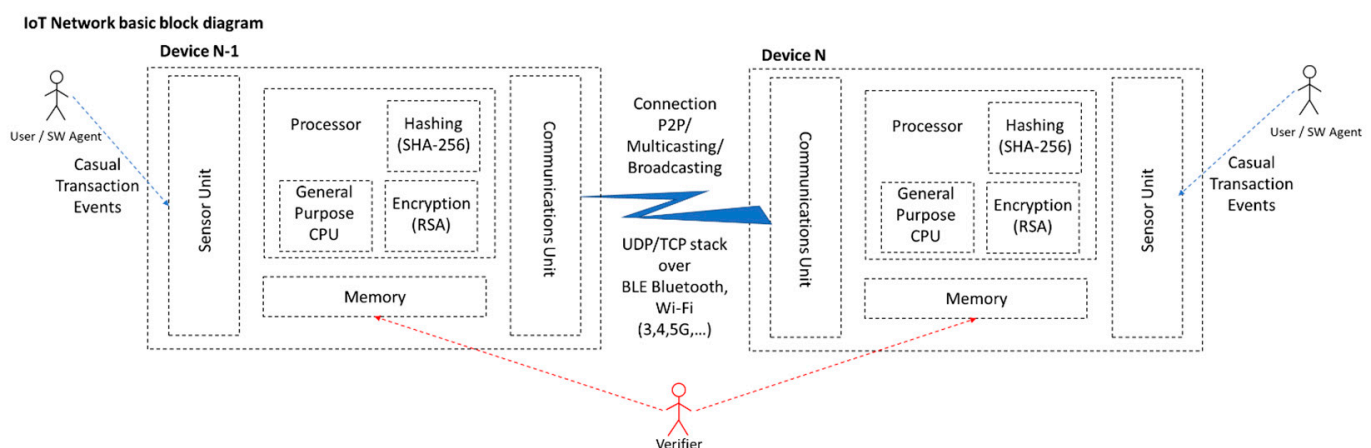 IoT Network basic block diagram
Device N-1
User / SW Agent
Casual
Transaction
Events
Sensor Unit
Processor
Hashing
(SHA-256)
General
Purpose
CPU
Encryption
(RSA)
Memory
Communications Unit
Connection
P2P/
Multicasting/
Broadcasting
UDP/TCP stack
over
BLE Bluetooth,
Wi-Fi
(3,4,5G,...)
Device N
Communications Unit
Processor
Hashing
(SHA-256)
General
Purpose
CPU
Encryption
(RSA)
Memory
Sensor Unit
User / SW Agent
Casual
Transaction
Events
Verifier